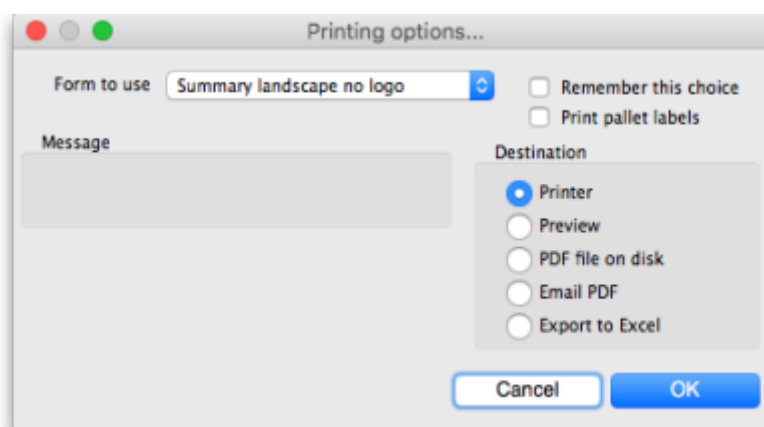 Printing options...
Form to use Summary landscape no logo
Remember this choice
Print pallet labels
Message
Destination
Printer
Preview
PDF file on disk
Email PDF
Export to Excel
Cancel OK